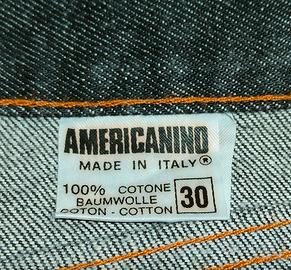 AMERICANINO
MADE IN ITALY®
100% COTONE
BAUMWOLLE
COTON - COTTON
30